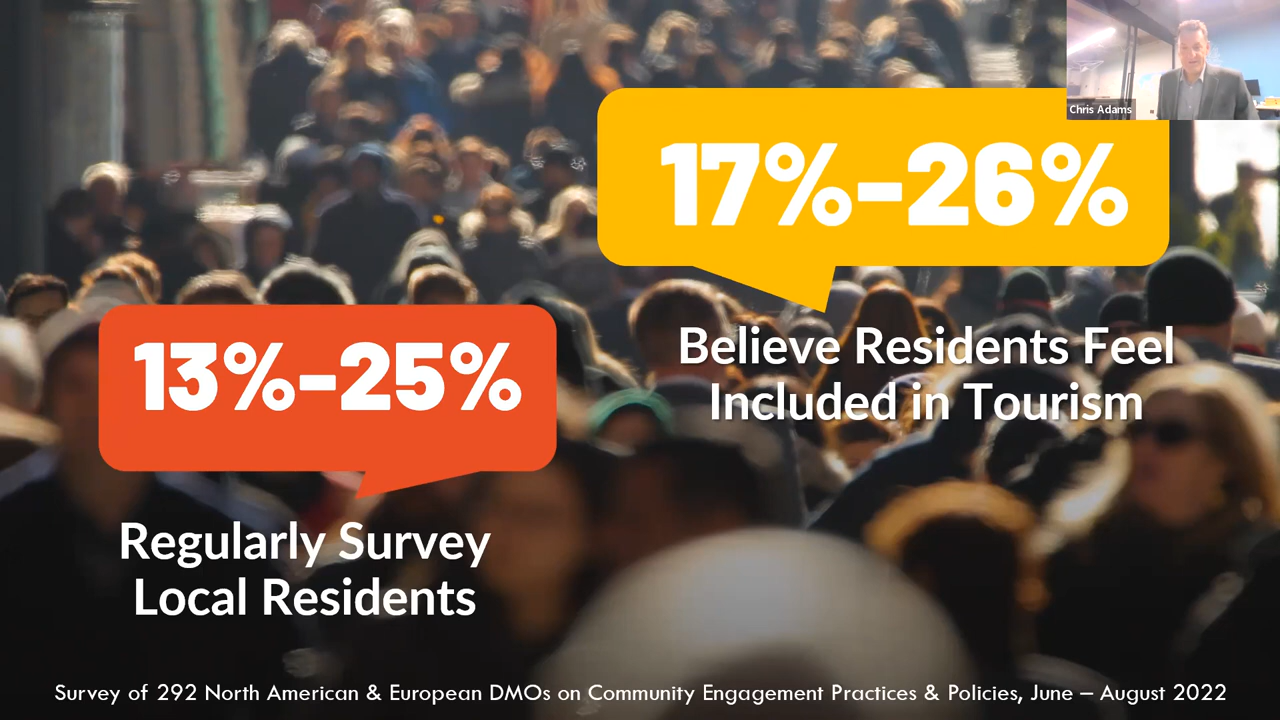 Chris Adams
17%–26%
Believe Residents Feel
Included in Tourism
13%–25%
Regularly Survey
Local Residents
Survey of 292 North American & European DMOs on Community Engagement Practices & Policies, June – August 2022